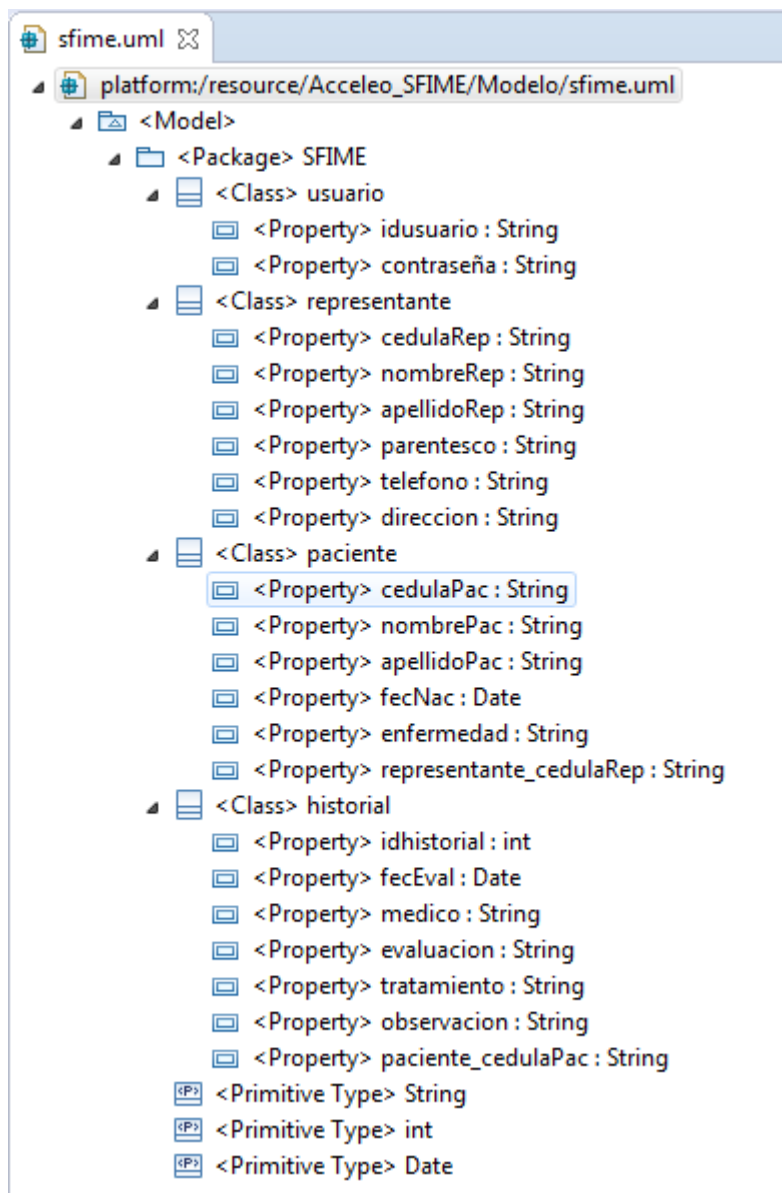 sfime.uml
platform:/resource/Acceleo_SFIME/Modelo/sfime.uml
<Model>
<Package> SFIME
<Class> usuario
<Property> idusuario : String
<Property> contraseña : String
<Class> representante
<Property> cedulaRep : String
<Property> nombreRep : String
<Property> apellidoRep : String
<Property> parentesco : String
<Property> telefono : String
<Property> direccion : String
<Class> paciente
<Property> cedulaPac : String
<Property> nombrePac : String
<Property> apellidoPac : String
<Property> fecNac : Date
<Property> enfermedad : String
<Property> representante_cedulaRep : String
<Class> historial
<Property> idhistorial : int
<Property> fecEval : Date
<Property> medico : String
<Property> evaluacion : String
<Property> tratamiento : String
<Property> observacion : String
<Property> paciente_cedulaPac : String
<P> <Primitive Type> String
<P> <Primitive Type> int
<P> <Primitive Type> Date